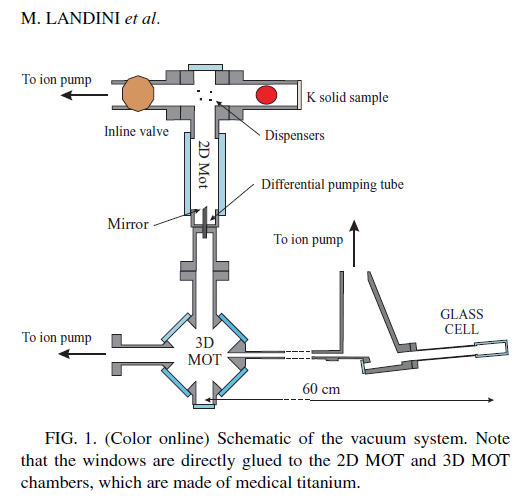 M. LANDINI et al.
To ion pump
K solid sample
Inline valve
Dispensers
2D Mot
Differential pumping tube
Mirror
To ion pump
GLASS
CELL
To ion pump
3D
MOT
60 cm
FIG. 1. (Color online) Schematic of the vacuum system. Note
that the windows are directly glued to the 2D MOT and 3D MOT
chambers, which are made of medical titanium.